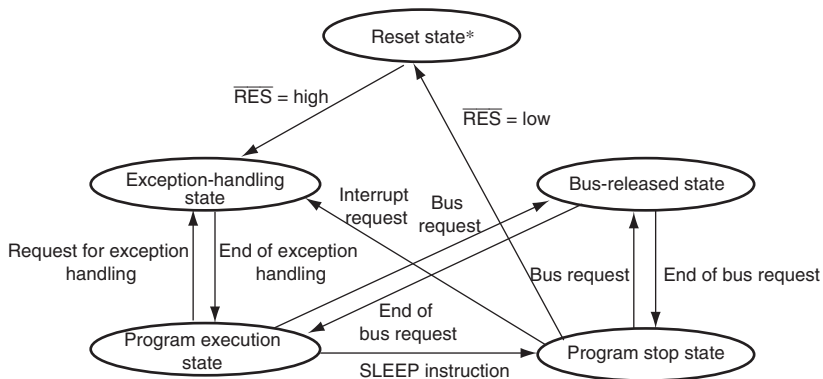 Reset state*
RES = high
RES = low
Exception-handling
state
Interrupt
request
Bus
request
Bus-released state
Request for exception
handling
End of exception
handling
Bus request
End of bus request
End of
bus request
Program execution
state
SLEEP instruction
Program stop state